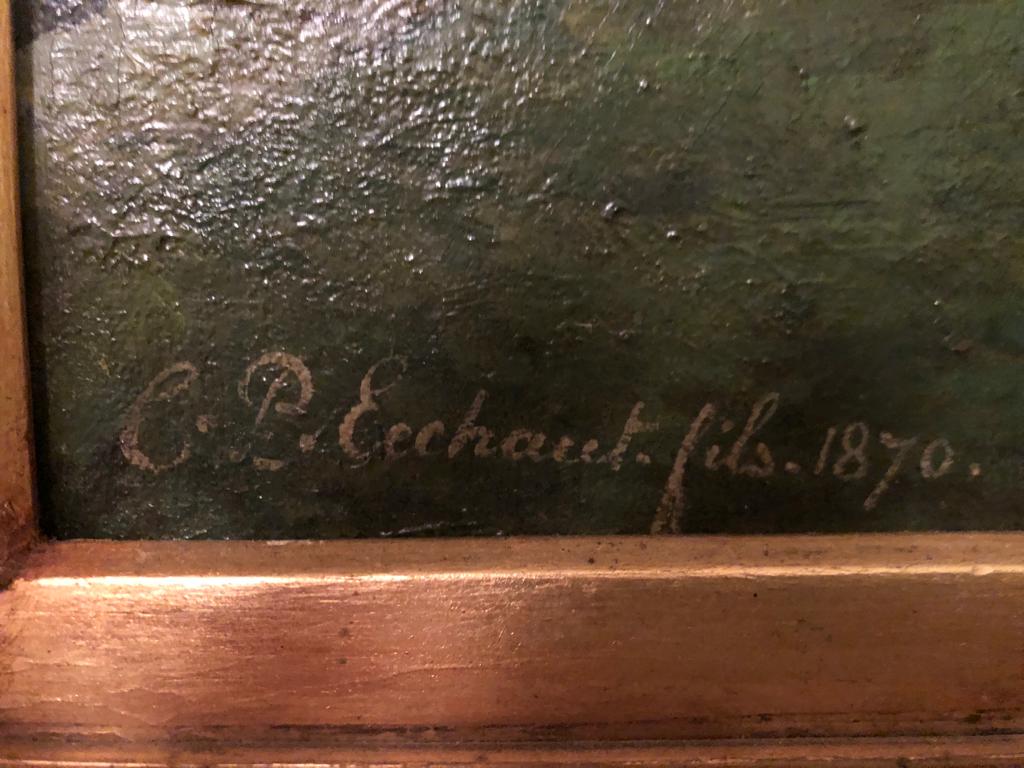 C. P. Eechaut. fils. 1870.